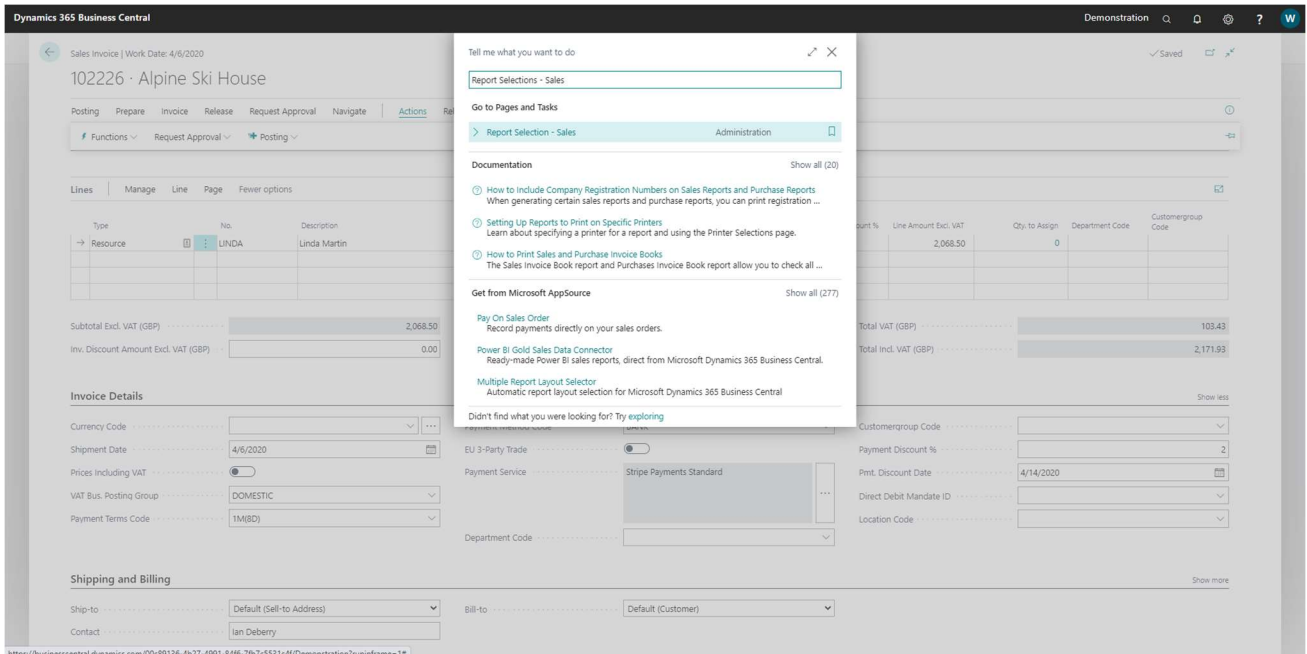 Dynamics 365 Business Central
Demonstration
?
W
Sales Invoice | Work Date: 4/6/2020
Saved
102226 · Alpine Ski House
Posting Prepare Invoice Release Request Approval Navigate Actions
Functions Request Approval Posting
Tell me what you want to do
Report Selections - Sales
Go to Pages and Tasks
Report Selection - Sales Administration
Documentation Show all (20)
How to Include Company Registration Numbers on Sales Reports and Purchase Reports
When generating certain sales reports and purchase reports, you can print registration ...
Setting Up Reports to Print on Specific Printers
Learn about specifying a printer for a report and using the Printer Selections page.
How to Print Sales and Purchase Invoice Books
The Sales Invoice Book report and Purchases Invoice Book report allow you to check all ...
Get from Microsoft AppSource Show all (277)
Pay On Sales Order
Record payments directly on your sales orders.
Power BI Gold Sales Data Connector
Ready-made Power BI sales reports, direct from Microsoft Dynamics 365 Business Central.
Multiple Report Layout Selector
Automatic report layout selection for Microsoft Dynamics 365 Business Central
Didn't find what you were looking for? Try exploring
Lines Manage Line Page Fewer options
Type No. Description % Line Amount Excl. VAT Qty. to Assign Department Code Customergroup Code
Resource LINDA Linda Martin 2,068.50 0
Subtotal Excl. VAT (GBP) 2,068.50 Total VAT (GBP) 103.43
Inv. Discount Amount Excl. VAT (GBP) 0.00 Total Incl. VAT (GBP) 2,171.93
Invoice Details Show less
Currency Code Payment Method Code BANK Customergroup Code
Shipment Date 4/6/2020 EU 3-Party Trade Payment Discount % 2
Prices Including VAT Payment Service Stripe Payments Standard Pmt. Discount Date 4/14/2020
VAT Bus. Posting Group DOMESTIC Direct Debit Mandate ID
Payment Terms Code 1M(8D) Location Code
Department Code
Shipping and Billing Show more
Ship-to Default (Sell-to Address) Bill-to Default (Customer)
Contact Ian Deberry